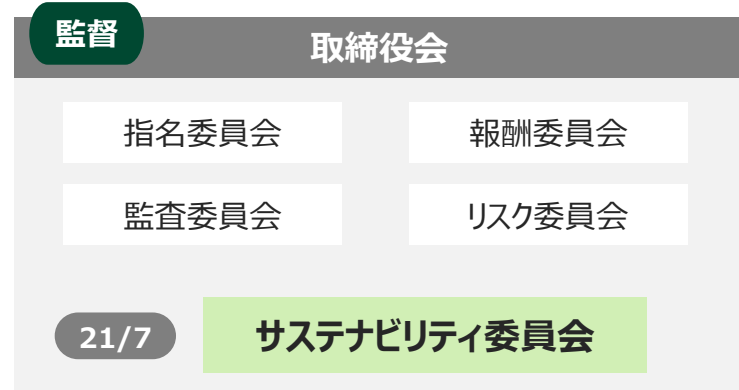 監督
取締役会
指名委員会
報酬委員会
監査委員会
リスク委員会
21/7
サステナビリティ委員会